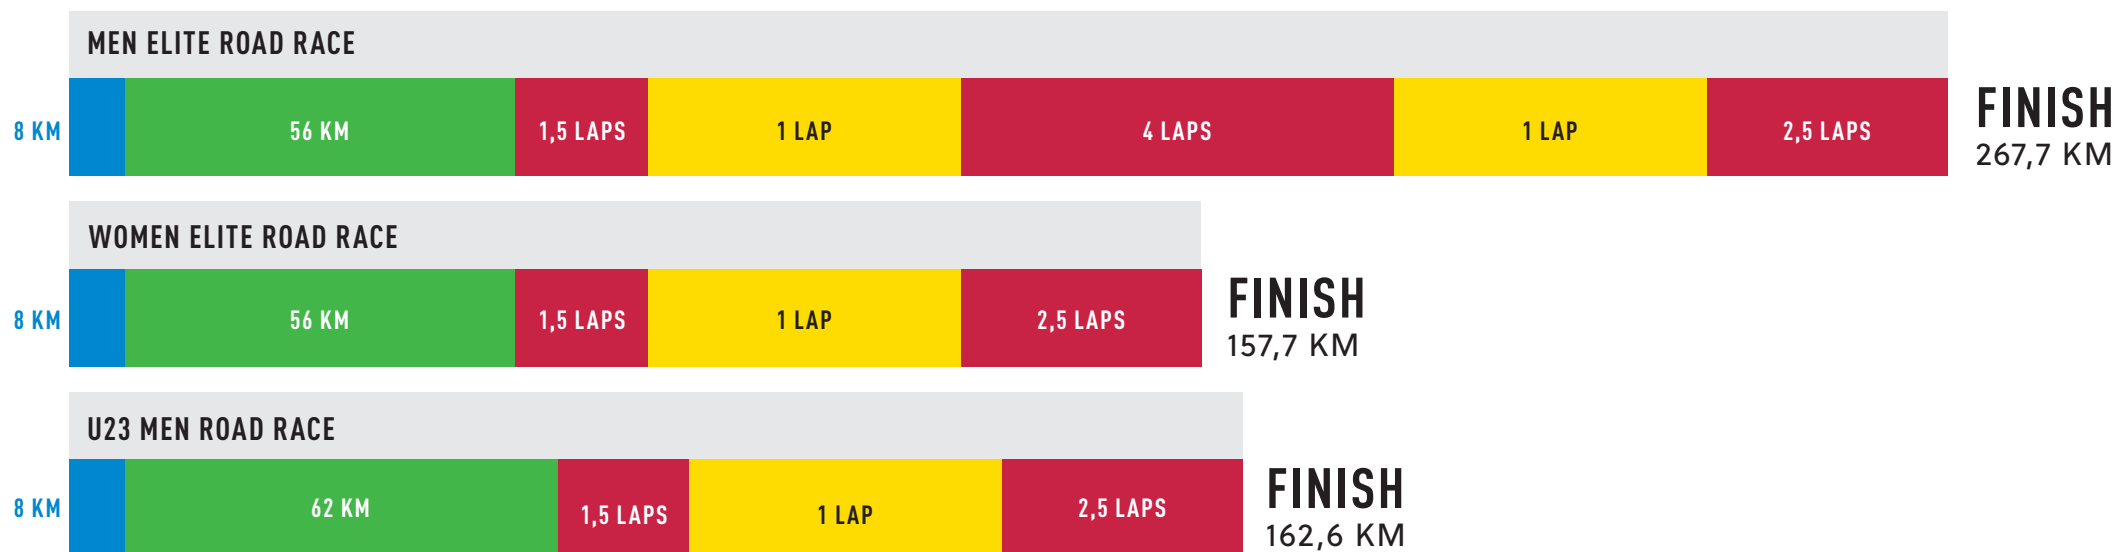 MEN ELITE ROAD RACE
8 KM 56 KM 1,5 LAPS 1 LAP 4 LAPS 1 LAP 2,5 LAPS FINISH
267,7 KM
WOMEN ELITE ROAD RACE
8 KM 56 KM 1,5 LAPS 1 LAP 2,5 LAPS FINISH
157,7 KM
U23 MEN ROAD RACE
8 KM 62 KM 1,5 LAPS 1 LAP 2,5 LAPS FINISH
162,6 KM